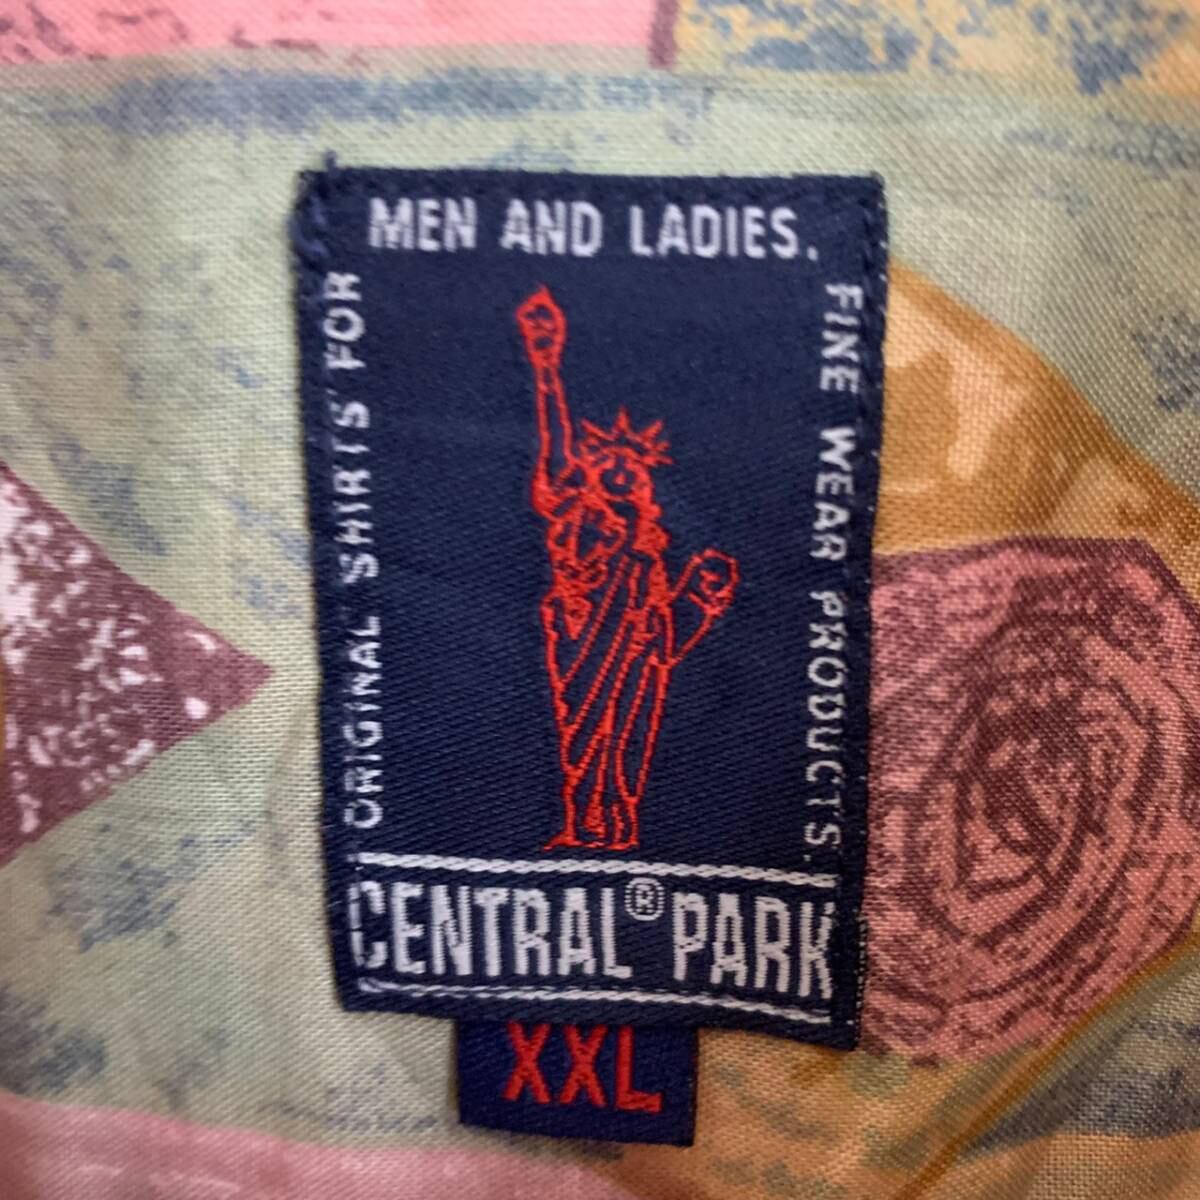 ORIGINAL SHIRTS FOR
MEN AND LADIES.
FINE WEAR PRODUCTS.
CENTRAL® PARK
XXL